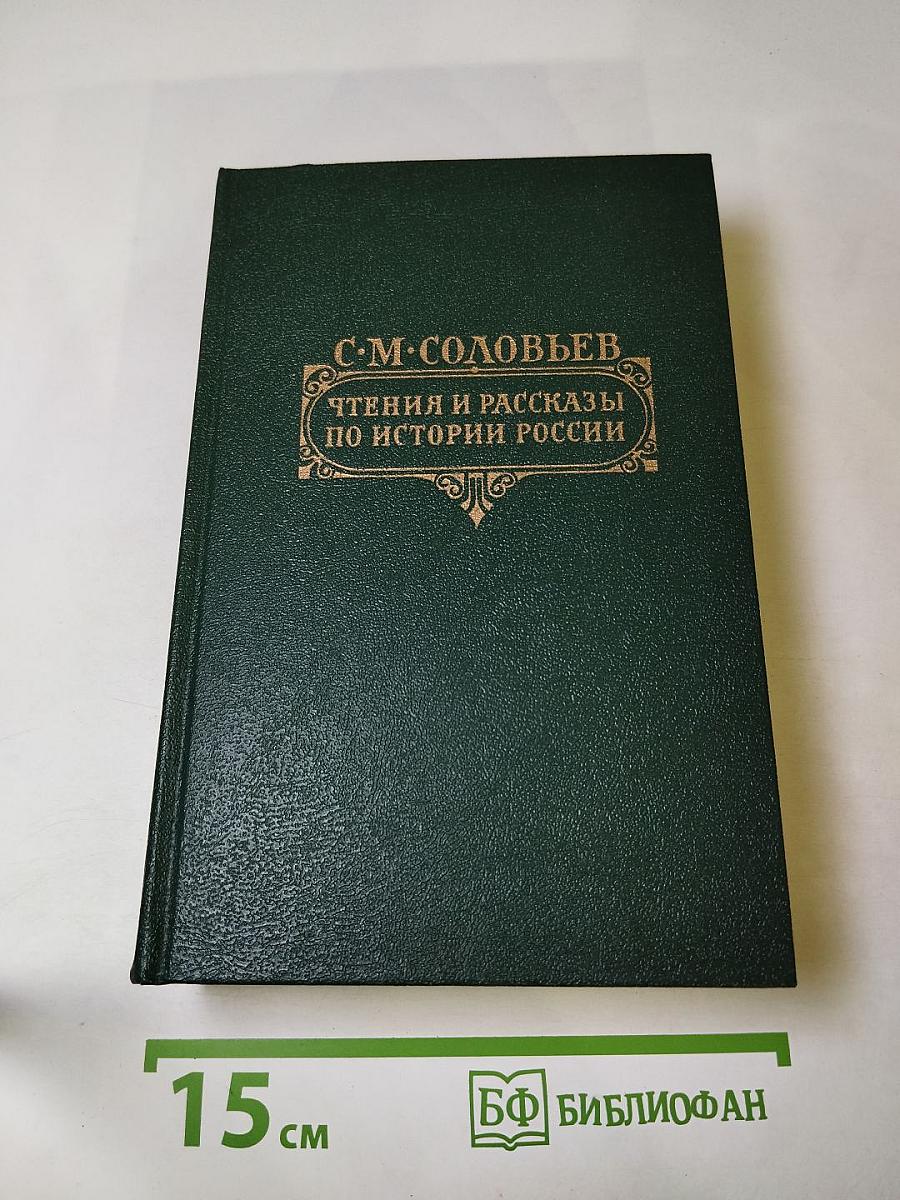 С·М·СОЛОВЬЕВ
ЧТЕНИЯ И РАССКАЗЫ
ПО ИСТОРИИ РОССИИ
15 см
БФ БИБЛИОФАН